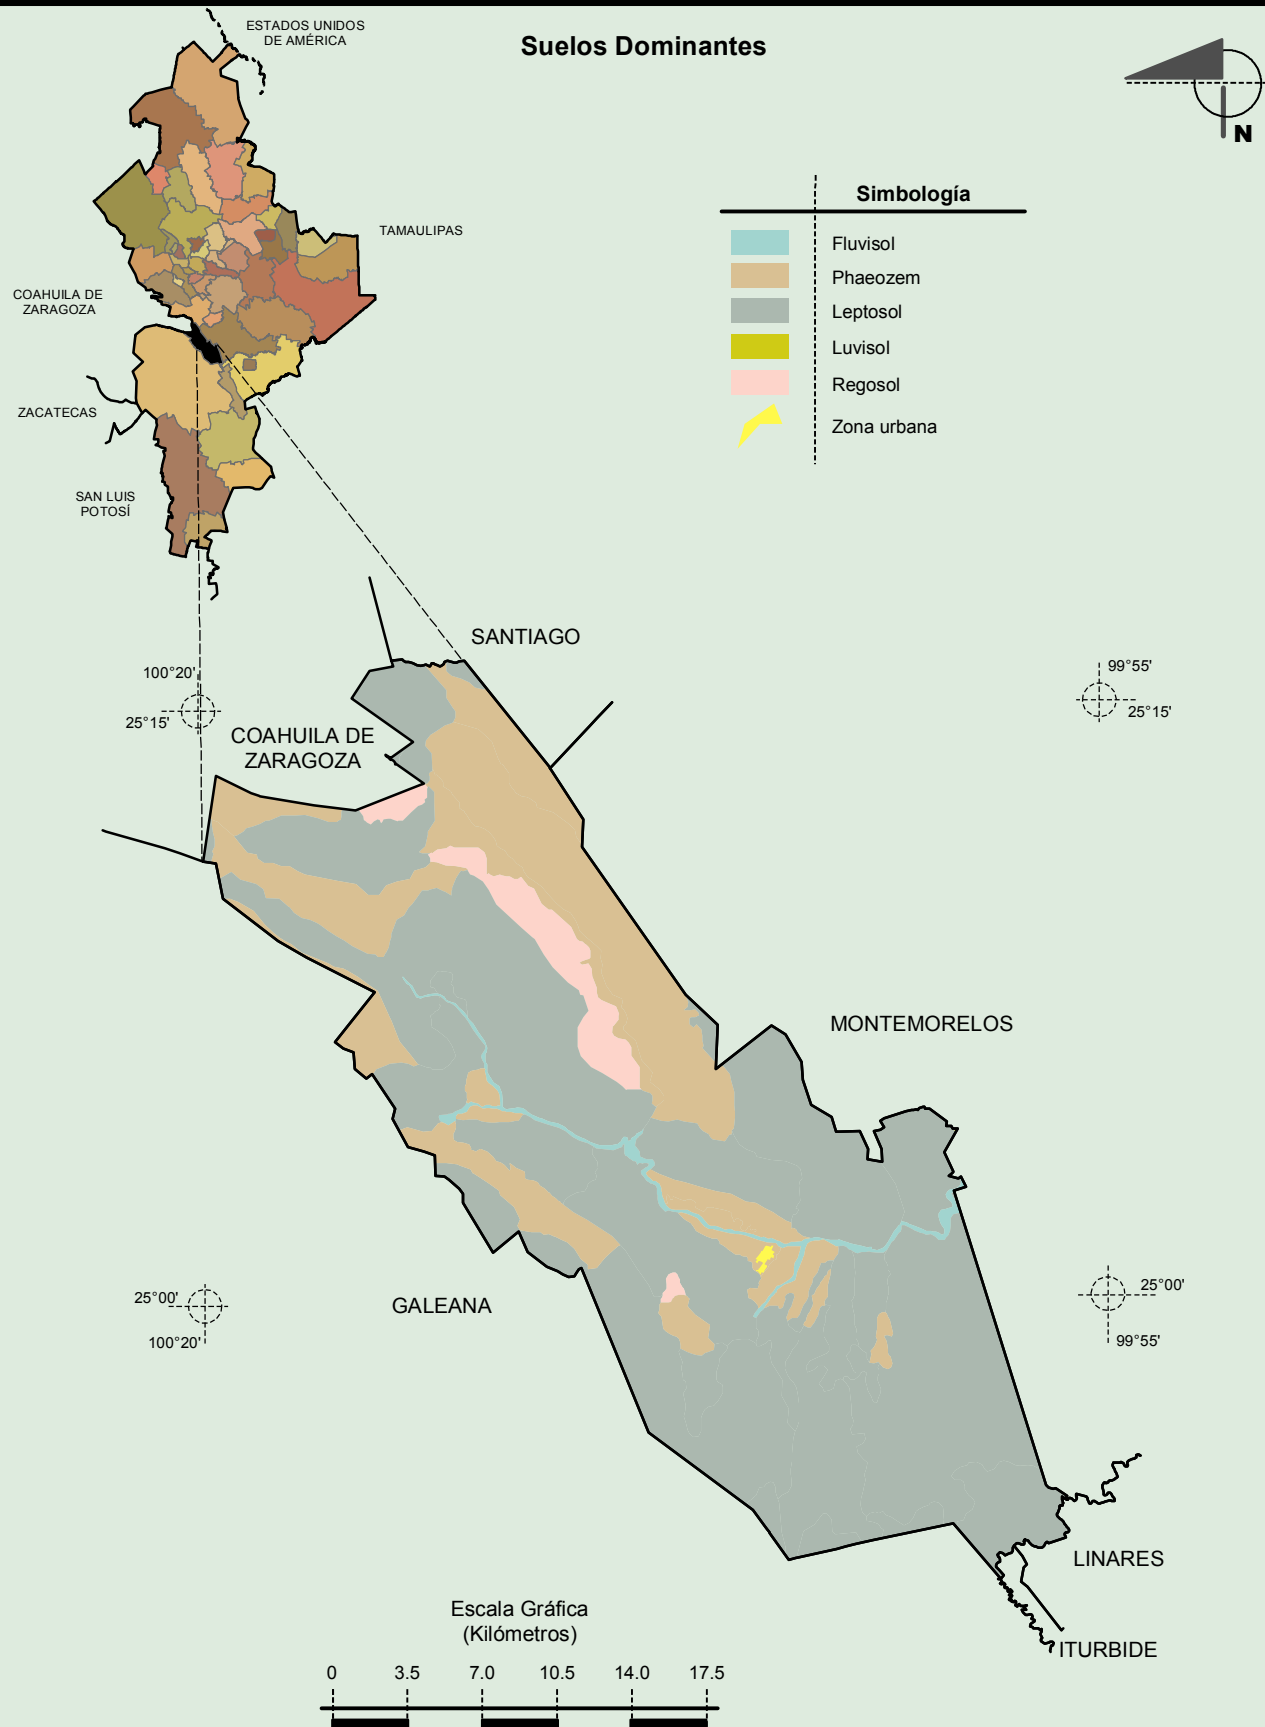 ESTADOS UNIDOS
DE AMÉRICA
Suelos Dominantes
N
Simbología
Fluvisol
Phaeozem
Leptosol
Luvisol
Regosol
Zona urbana
TAMAULIPAS
COAHUILA DE
ZARAGOZA
ZACATECAS
SAN LUIS
POTOSÍ
SANTIAGO
100°20'
25°15'
99°55'
25°15'
COAHUILA DE
ZARAGOZA
MONTEMORELOS
25°00'
100°20'
GALEANA
25°00'
99°55'
LINARES
ITURBIDE
Escala Gráfica
(Kilómetros)
0 3.5 7.0 10.5 14.0 17.5